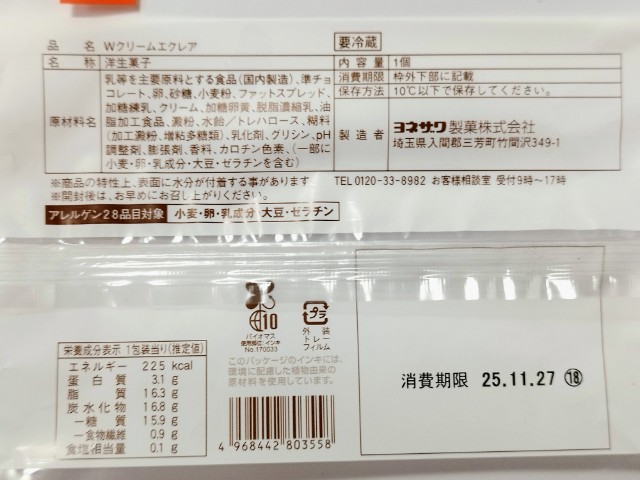 品名 Wクリームエクレア
要冷蔵
名称 洋生菓子
原材料名
乳等を主要原料とする食品(国内製造)、準チョ
コレート、卵、砂糖、小麦粉、ファットスプレッド、
加糖練乳、クリーム、加糖卵黄、脱脂濃縮乳、油
脂加工食品、澱粉、水飴／トレハロース、糊料
(加工澱粉、増粘多糖類)、乳化剤、グリシン、pH
調整剤、膨張剤、香料、カロチン色素、(一部に
小麦・卵・乳成分・大豆・ゼラチンを含む)
内容量 1個
消費期限 枠外下部に記載
保存方法 10℃以下で保存してください。
製造者
ヨネザワ製菓株式会社
埼玉県入間郡三芳町竹間沢349-1
※商品の特性上、表面に水分が付着する事があります。
※開封後は、お早めにお召し上がりください。
TEL0120-33-8982 お客様相談室 受付9時～17時
アレルゲン28品目対象 小麦・卵・乳成分・大豆・ゼラチン
栄養成分表示 1包装当り(推定値)
エネルギー 225 kcal
蛋白質 3.1 g
脂質 16.3 g
炭水化物 16.8 g
－糖質 15.9 g
－食物繊維 0.9 g
食塩相当量 0.1 g
10
バイオマス
使用部位：インキ
No.170033
プラ
外装
トレー
フィルム
このパッケージのインキには、
環境に配慮した植物由来の
原材料を使用しています。
4 968442 803558
消費期限 25.11.27 ⑱